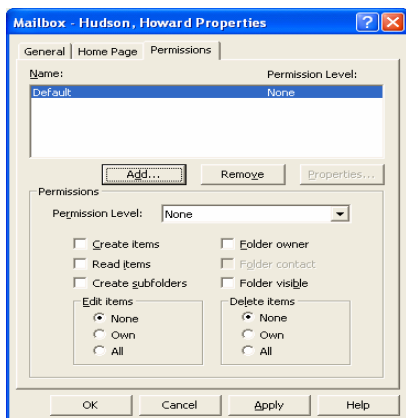 Mailbox - Hudson, Howard Properties
General Home Page Permissions
Name: Permission Level:
Default None
Add... Remove Properties...
Permissions
Permission Level: None
Create items Folder owner
Read items Folder contact
Create subfolders Folder visible
Edit items Delete items
None None
Own Own
All All
OK Cancel Apply Help